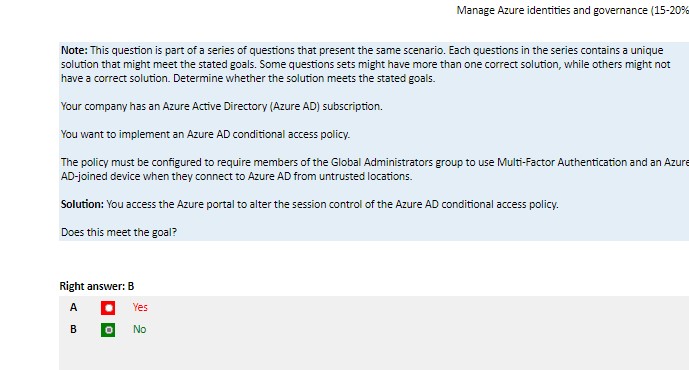 Manage Azure identities and governance (15-20%
Note: This question is part of a series of questions that present the same scenario. Each questions in the series contains a unique
solution that might meet the stated goals. Some questions sets might have more than one correct solution, while others might not
have a correct solution. Determine whether the solution meets the stated goals.
Your company has an Azure Active Directory (Azure AD) subscription.
You want to implement an Azure AD conditional access policy.
The policy must be configured to require members of the Global Administrators group to use Multi-Factor Authentication and an Azure
AD-joined device when they connect to Azure AD from untrusted locations.
Solution: You access the Azure portal to alter the session control of the Azure AD conditional access policy.
Does this meet the goal?
Right answer: B
A Yes
B No